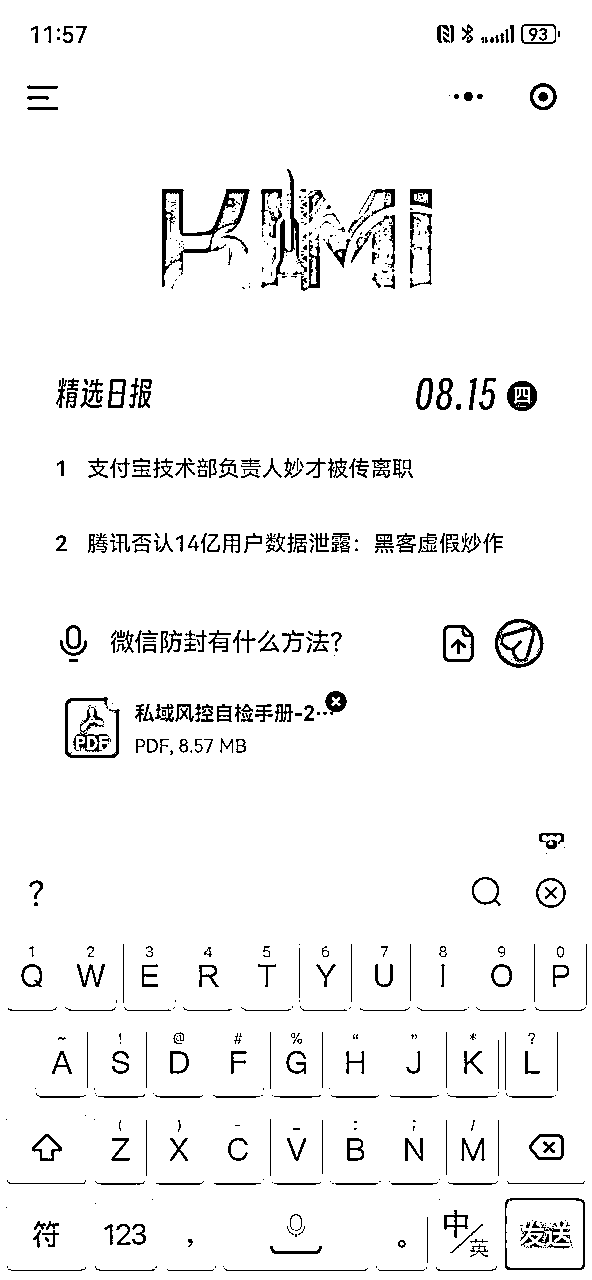 11:57
93
KIMI
精选日报
08.15 四
1 支付宝技术部负责人妙才被传离职
2 腾讯否认14亿用户数据泄露：黑客虚假炒作
微信防封有什么方法？
私域风控自检手册-2…
PDF
PDF, 8.57 MB
?
1 2 3 4 5 6 7 8 9 0
Q W E R T Y U I O P
~ ! @ # % “ ” * ?
A S D F G H J K L
( ) - _ : ; /
Z X C V B N M
符 123 ， 。 中/英 发送